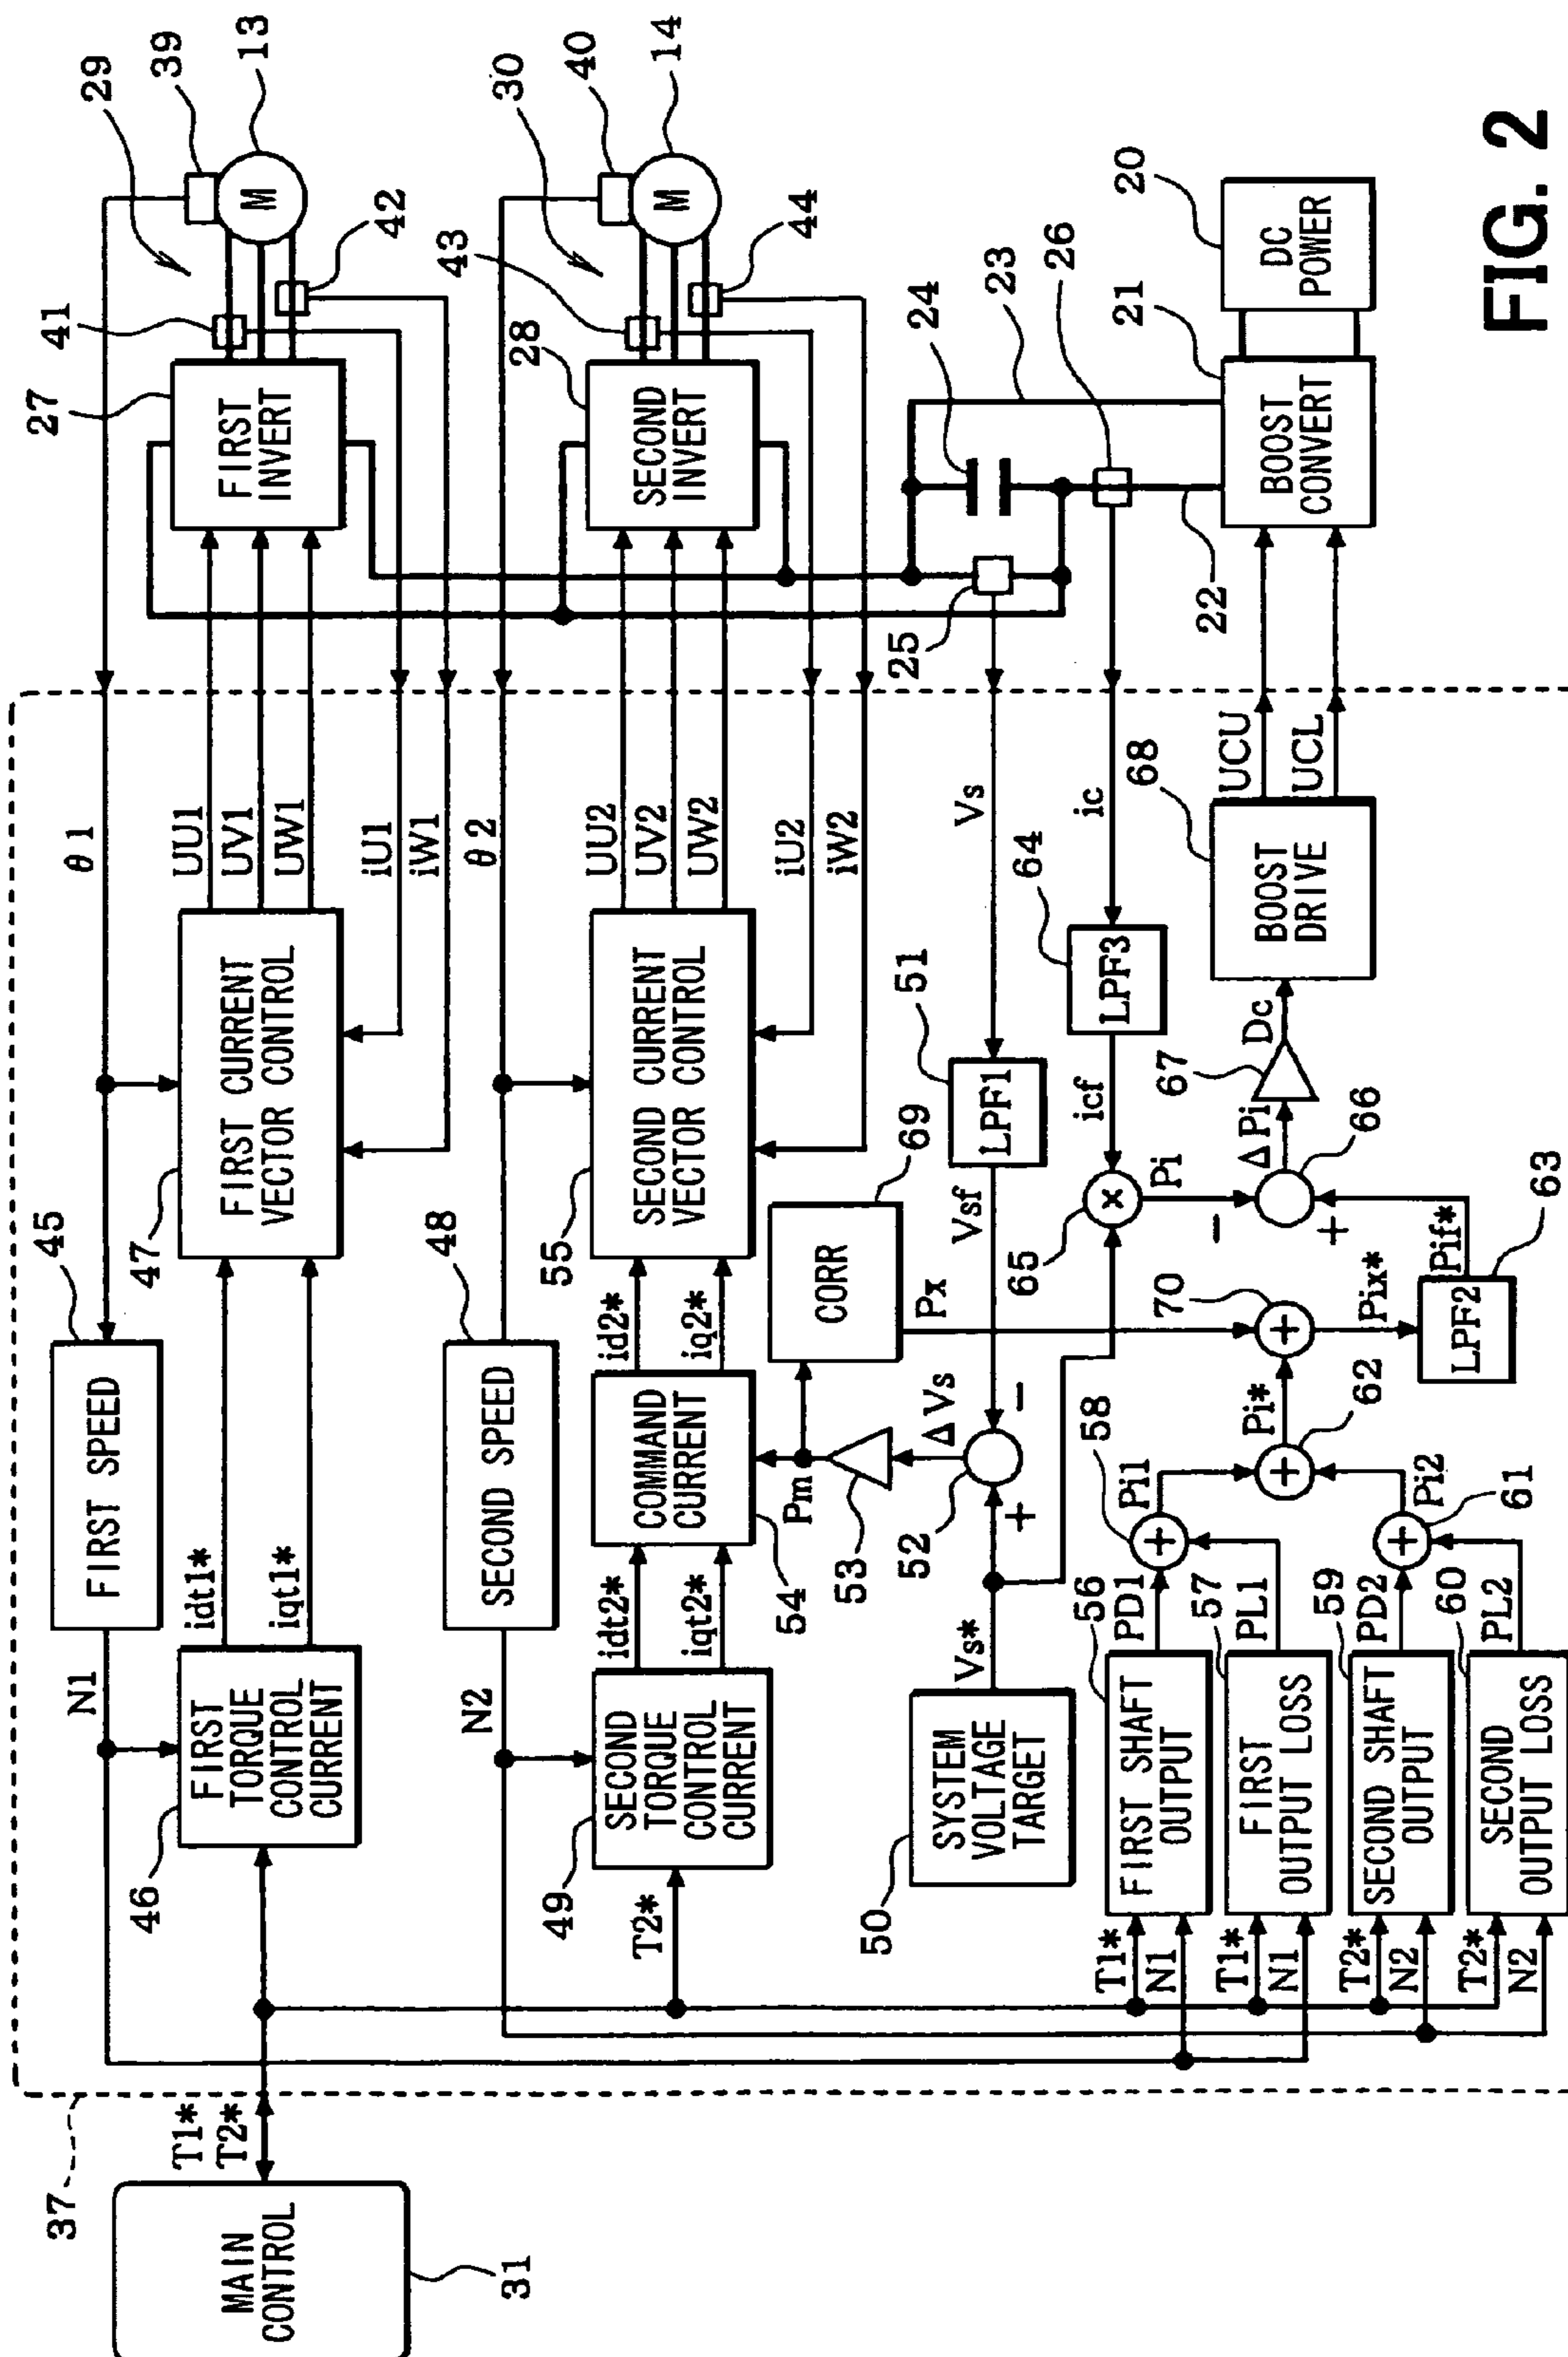 37
MAIN
CONTROL
31
T1*
T2*
N1
45
FIRST SPEED
θ1
39
29
13
M
46
FIRST
TORQUE
CONTROL
CURRENT
idt1*
iqt1*
47
FIRST CURRENT
VECTOR CONTROL
UU1
UV1
UW1
iU1
iW1
27
FIRST
INVERT
41
42
N2
48
SECOND SPEED
θ2
40
30
14
M
T2*
49
SECOND
TORQUE
CONTROL
CURRENT
idt2*
iqt2*
54
COMMAND
CURRENT
id2*
iq2*
55
SECOND CURRENT
VECTOR CONTROL
UU2
UV2
UW2
iU2
iW2
28
SECOND
INVERT
43
44
Pm
53
CORR
69
Px
50
SYSTEM
VOLTAGE
TARGET
Vs*
+
52
−
ΔVs
Vsf
LPF1
51
Vs
25
24
23
26
22
65
×
icf
LPF3
64
ic
Pi
T1*
N1
FIRST SHAFT
OUTPUT
56
PD1
58
+
Pi1
T1*
N1
FIRST
OUTPUT LOSS
57
PL1
T2*
N2
SECOND SHAFT
OUTPUT
59
PD2
61
+
Pi2
T2*
N2
SECOND
OUTPUT LOSS
60
PL2
62
+
Pi*
70
+
Pix*
LPF2
63
Pif*
−
+
66
ΔPi
67
Dc
BOOST
DRIVE
68
UCU
UCL
BOOST
CONVERT
21
DC
POWER
20
FIG. 2